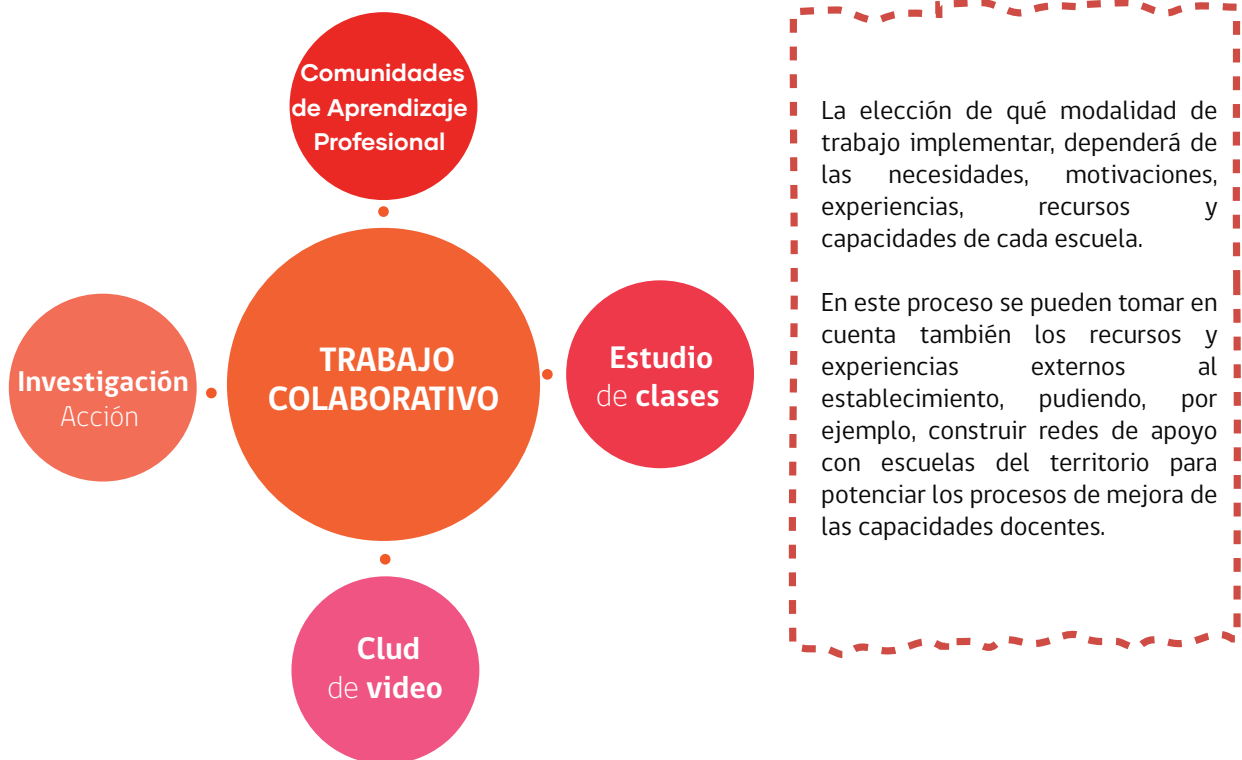 Comunidades
de Aprendizaje
Profesional
TRABAJO
COLABORATIVO
Investigación
Acción
Estudio
de clases
Clud
de video
La elección de qué modalidad de
trabajo implementar, dependerá de
las necesidades, motivaciones,
experiencias, recursos y
capacidades de cada escuela.
En este proceso se pueden tomar en
cuenta también los recursos y
experiencias externos al
establecimiento, pudiendo, por
ejemplo, construir redes de apoyo
con escuelas del territorio para
potenciar los procesos de mejora de
las capacidades docentes.